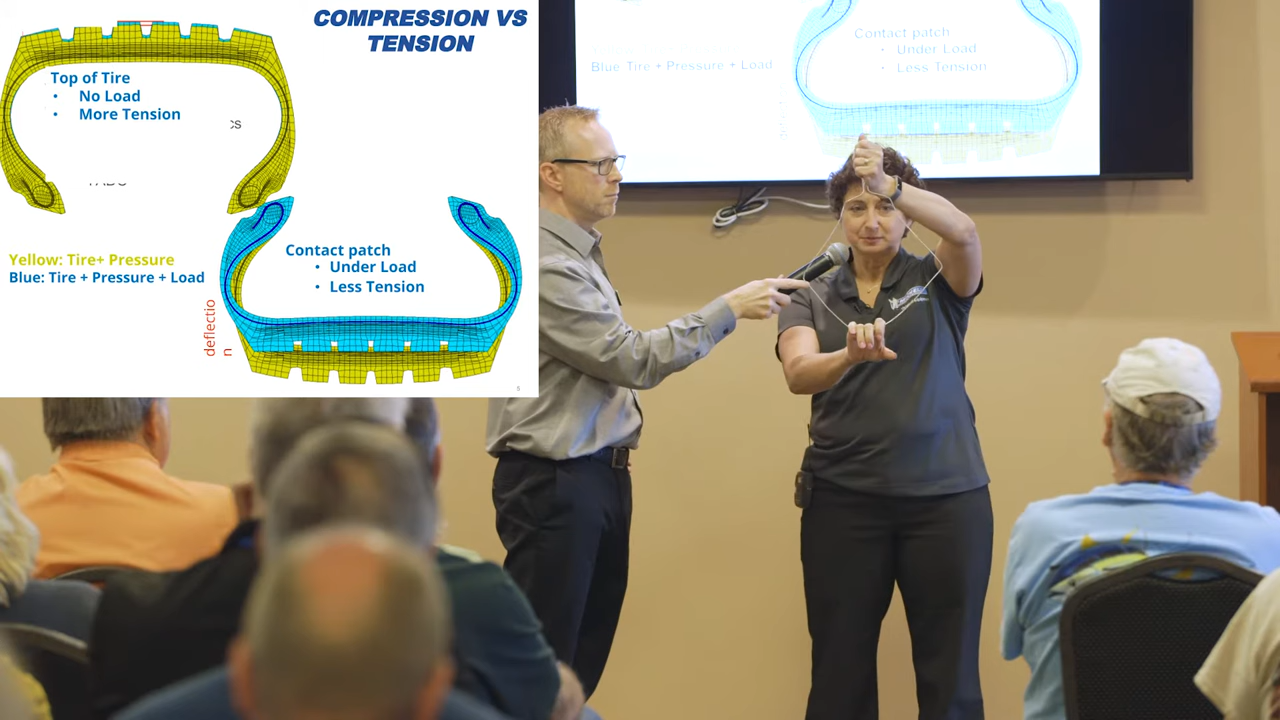 COMPRESSION VS
TENSION
Top of Tire
• No Load
• More Tension
Yellow: Tire+ Pressure
Blue: Tire + Pressure + Load
Contact patch
• Under Load
• Less Tension
deflectio
n
5
Contact patch
• Under Load
• Less Tension
Blue Tire + Pressure + Load